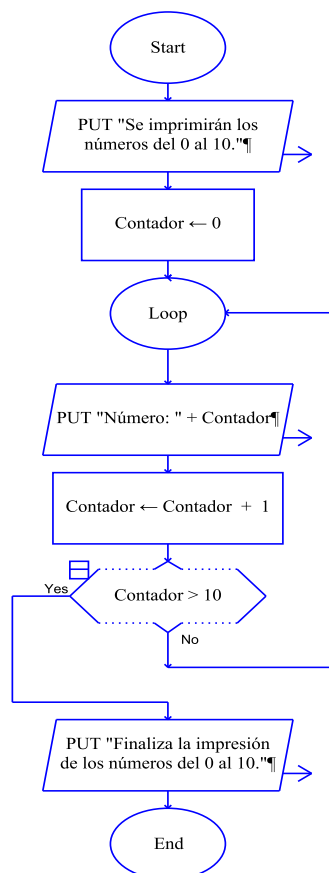 Start
PUT "Se imprimirán los
números del 0 al 10."¶
Contador ← 0
Loop
PUT "Número: " + Contador¶
Contador ← Contador + 1
Yes
Contador > 10
No
PUT "Finaliza la impresión
de los números del 0 al 10."¶
End